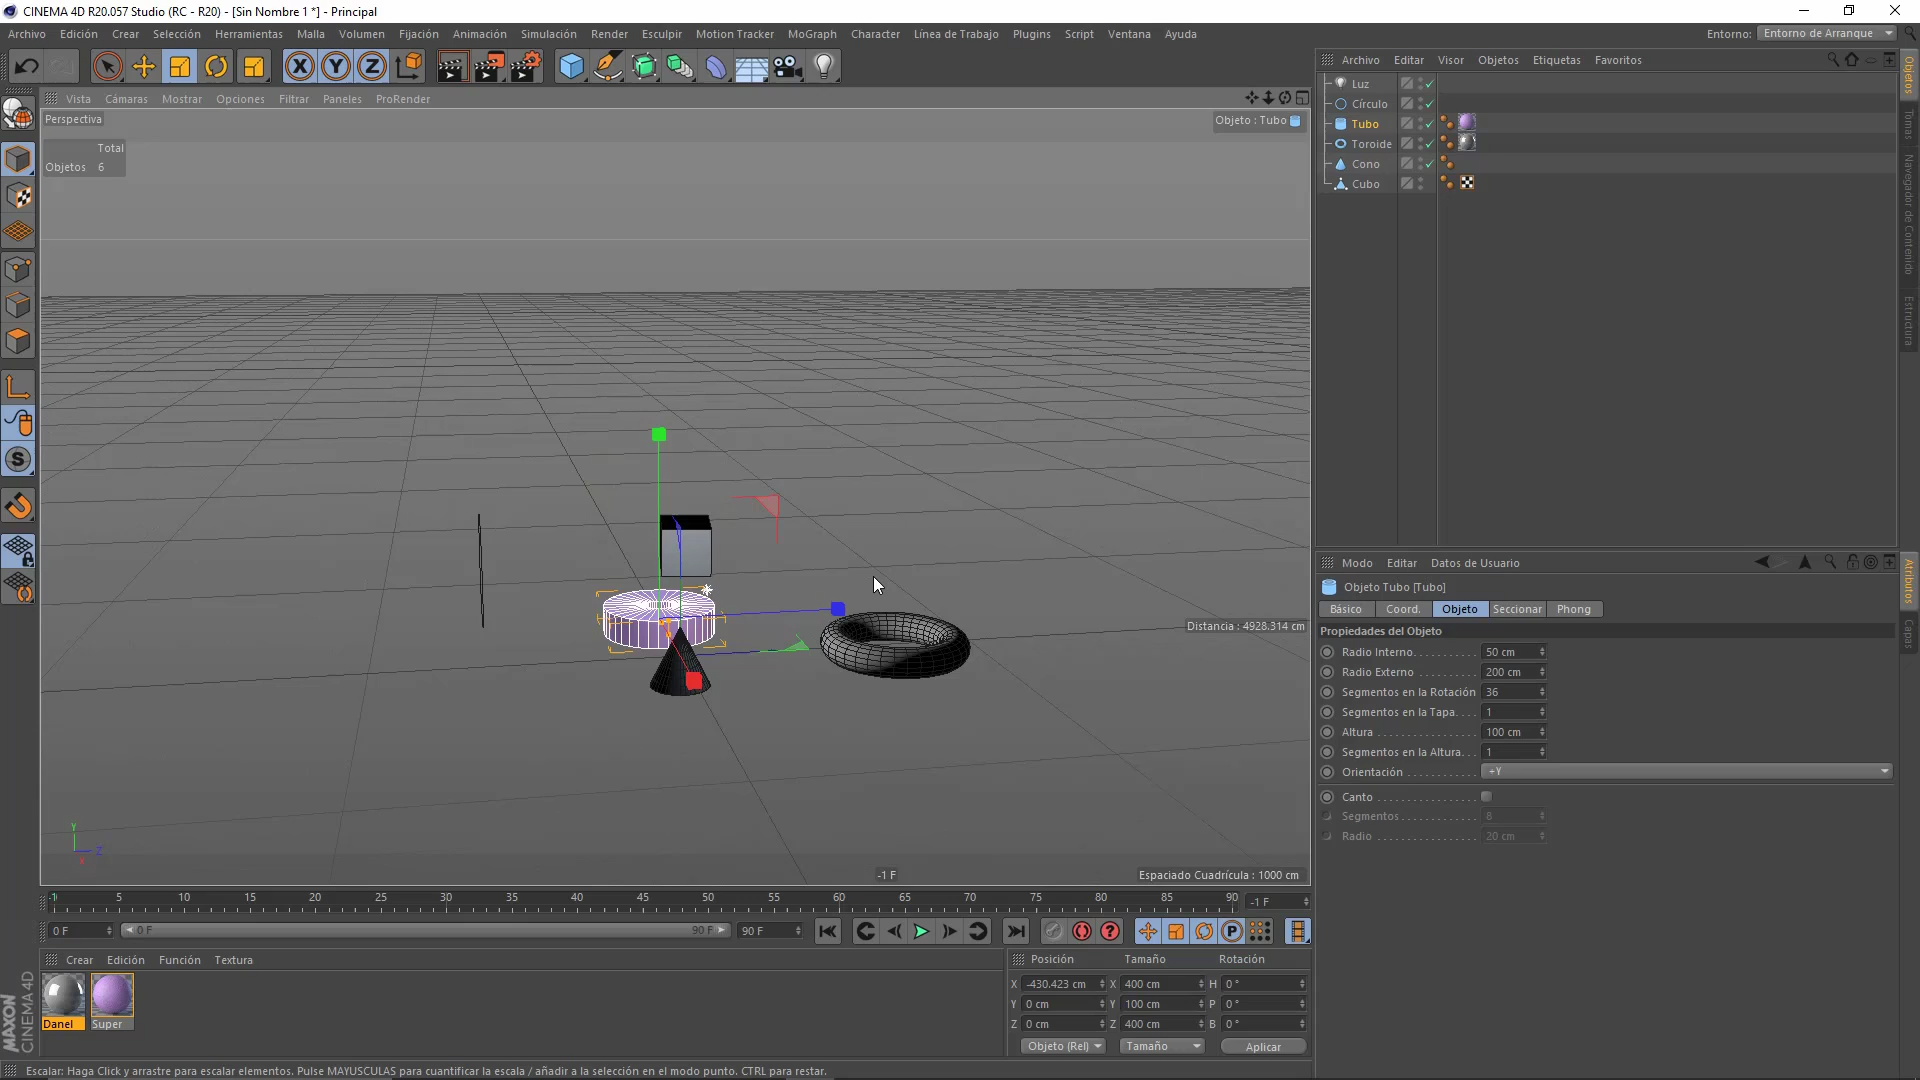 CINEMA 4D R20.057 Studio (RC - R20) - [Sin Nombre 1 *] - Principal
Archivo Edición Crear Selección Herramientas Malla Volumen Fijación Animación Simulación Render Esculpir Motion Tracker MoGraph Character Línea de Trabajo Plugins Script Ventana Ayuda Entorno: Entorno de Arranque
X Y Z
Archivo Editar Visor Objetos Etiquetas Favoritos
Vista Cámaras Mostrar Opciones Filtrar Paneles ProRender
Perspectiva
Objeto : Tubo
Total
Objetos 6
Luz
Círculo
Tubo
Toroide
Cono
Cubo
Objetos
Tomas
Navegador de Contenido
Estructura
S
Distancia : 4928.314 cm
Y
Z
X
-1 F
Espaciado Cuadrícula : 1000 cm
Modo Editar Datos de Usuario
Objeto Tubo [Tubo]
Básico Coord. Objeto Seccionar Phong
Propiedades del Objeto
Radio Interno. . . . . . . . . 50 cm
Radio Externo . . . . . . . . 200 cm
Segmentos en la Rotación 36
Segmentos en la Tapa. . . . 1
Altura . . . . . . . . . . . . . . . 100 cm
Segmentos en la Altura. . . 1
Orientación . . . . . . . . . . +Y
Canto . . . . . . . . . . . . . . .
Segmentos . . . . . . . . . . . 8
Radio . . . . . . . . . . . . . . . 20 cm
Atributos
Capas
-1 5 10 15 20 25 30 35 40 45 50 55 60 65 70 75 80 85 90 -1 F
0 F 0 F 90 F 90 F
P
Crear Edición Función Textura
Danel Super
Posición Tamaño Rotación
X -430.423 cm X 400 cm H 0 °
Y 0 cm Y 100 cm P 0 °
Z 0 cm Z 400 cm B 0 °
Objeto (Rel) Tamaño Aplicar
MAXON
CINEMA 4D
Escalar: Haga Click y arrastre para escalar elementos. Pulse MAYUSCULAS para cuantificar la escala / añadir a la selección en el modo punto. CTRL para restar.